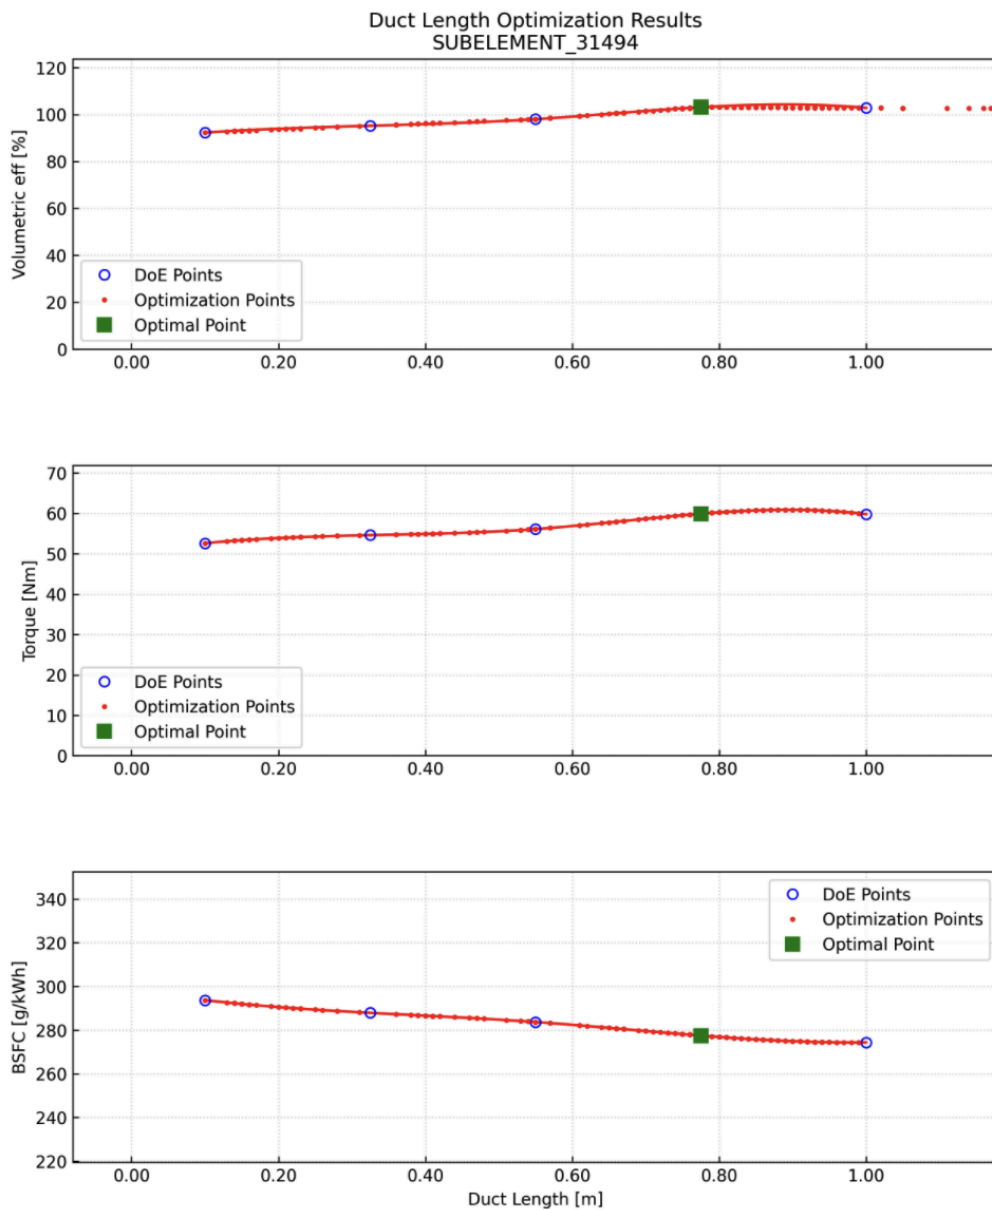 Duct Length Optimization Results
SUBELEMENT_31494
Volumetric eff [%]
120
100
80
60
40
20
0
DoE Points
Optimization Points
Optimal Point
0.00 0.20 0.40 0.60 0.80 1.00
Torque [Nm]
70
60
50
40
30
20
10
0
DoE Points
Optimization Points
Optimal Point
0.00 0.20 0.40 0.60 0.80 1.00
BSFC [g/kWh]
340
320
300
280
260
240
220
DoE Points
Optimization Points
Optimal Point
0.00 0.20 0.40 0.60 0.80 1.00
Duct Length [m]